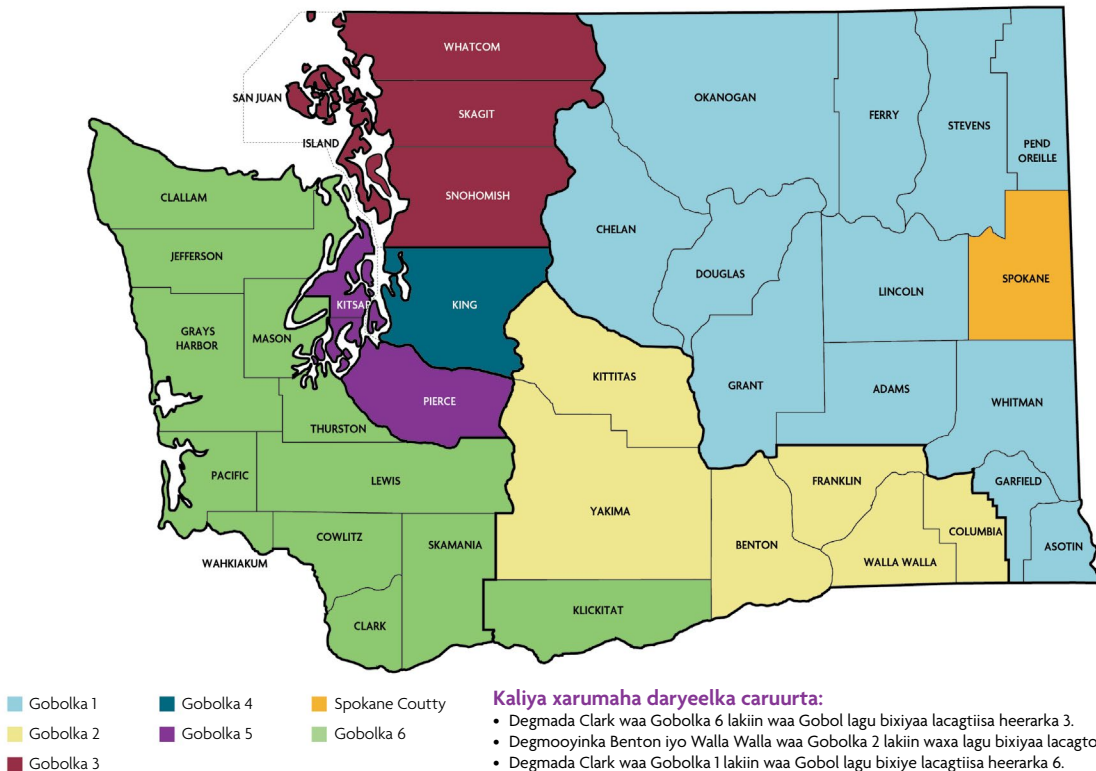 WHATCOM
SAN JUAN
SKAGIT
ISLAND
SNOHOMISH
OKANOGAN
FERRY
STEVENS
PEND
OREILLE
CLALLAM
JEFFERSON
CHELAN
DOUGLAS
LINCOLN
SPOKANE
KITSAP
KING
GRAYS
HARBOR
MASON
KITTITAS
GRANT
ADAMS
WHITMAN
PIERCE
THURSTON
PACIFIC
LEWIS
YAKIMA
FRANKLIN
GARFIELD
COLUMBIA
ASOTIN
WAHKIAKUM
COWLITZ
SKAMANIA
BENTON
WALLA WALLA
CLARK
KLICKITAT
Gobolka 1
Gobolka 2
Gobolka 3
Gobolka 4
Gobolka 5
Spokane Coutty
Gobolka 6
Kaliya xarumaha daryeelka caruurta:
• Degmada Clark waa Gobolka 6 lakiin waa Gobol lagu bixiyaa lacagtiisa heerarka 3.
• Degmooyinka Benton iyo Walla Walla waa Gobolka 2 lakiin waxa lagu bixiyaa lacagto
• Degmada Clark waa Gobolka 1 lakiin waa Gobol lagu bixiye lacagtiisa heerarka 6.